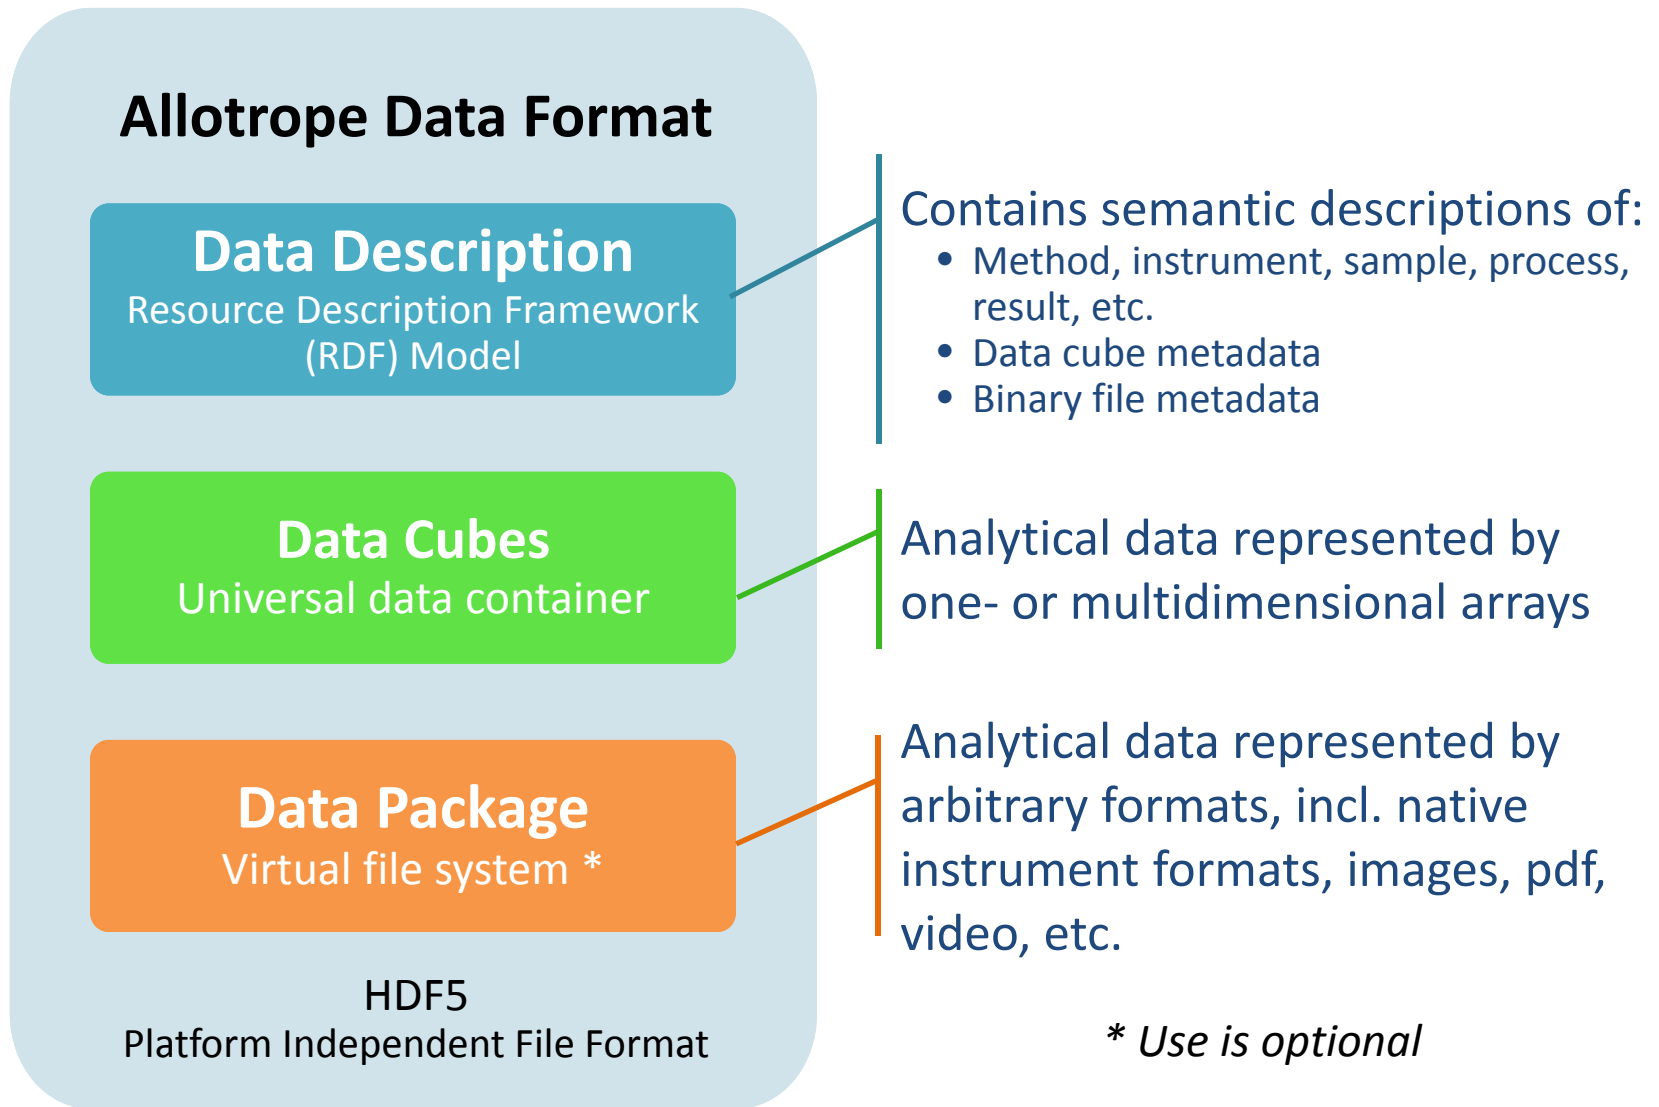 Allotrope Data Format
Data Description
Resource Description Framework
(RDF) Model
Contains semantic descriptions of:
• Method, instrument, sample, process,
result, etc.
• Data cube metadata
• Binary file metadata
Data Cubes
Universal data container
Analytical data represented by
one- or multidimensional arrays
Data Package
Virtual file system *
Analytical data represented by
arbitrary formats, incl. native
instrument formats, images, pdf,
video, etc.
HDF5
Platform Independent File Format
* Use is optional